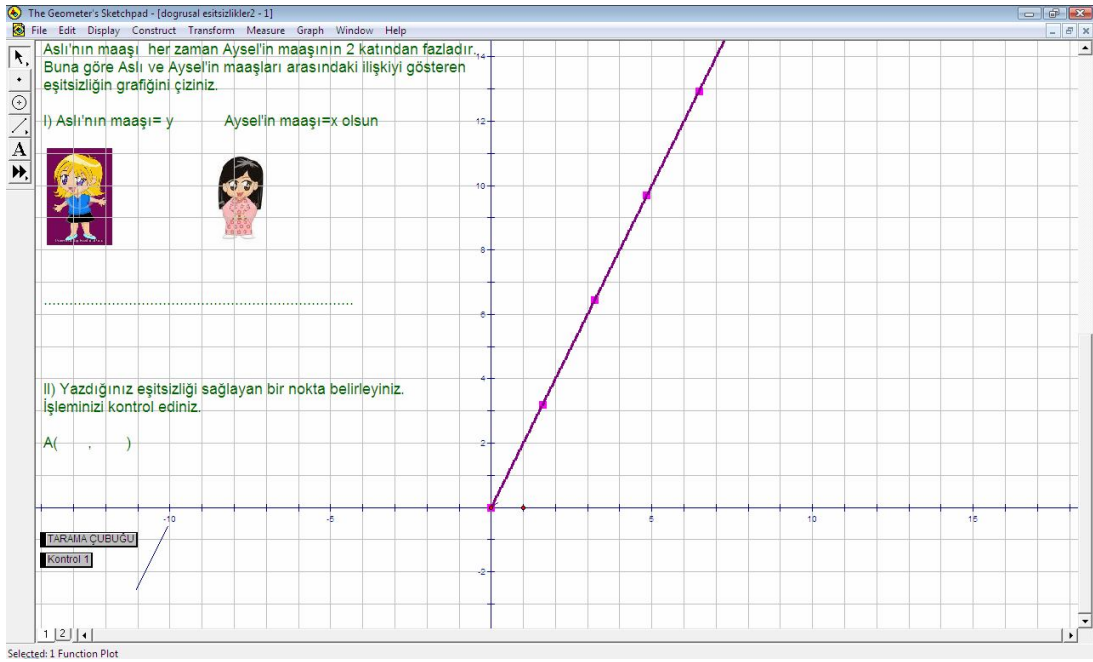 The Geometer's Sketchpad - [dogrusal esitsizlikler2 - 1]
File Edit Display Construct Transform Measure Graph Window Help
Aslı'nın maaşı her zaman Aysel'in maaşının 2 katından fazladır.
Buna göre Aslı ve Aysel'in maaşları arasındaki ilişkiyi gösteren
eşitsizliğin grafiğini çiziniz.
I) Aslı'nın maaşı= y Aysel'in maaşı=x olsun
II) Yazdığınız eşitsizliği sağlayan bir nokta belirleyiniz.
İşleminizi kontrol ediniz.
A( , )
14
12
10
8
6
4
2
-10 -5 5 10 15
-2
TARAMA ÇUBUĞU
Kontrol 1
1 2
Selected: 1 Function Plot